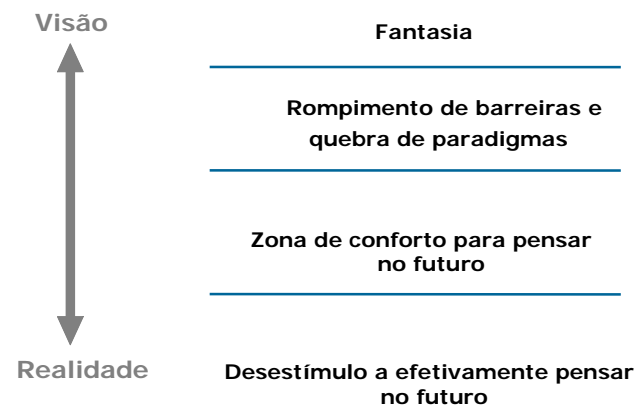 Visão
Fantasia
Rompimento de barreiras e
quebra de paradigmas
Zona de conforto para pensar
no futuro
Realidade
Desestímulo a efetivamente pensar
no futuro